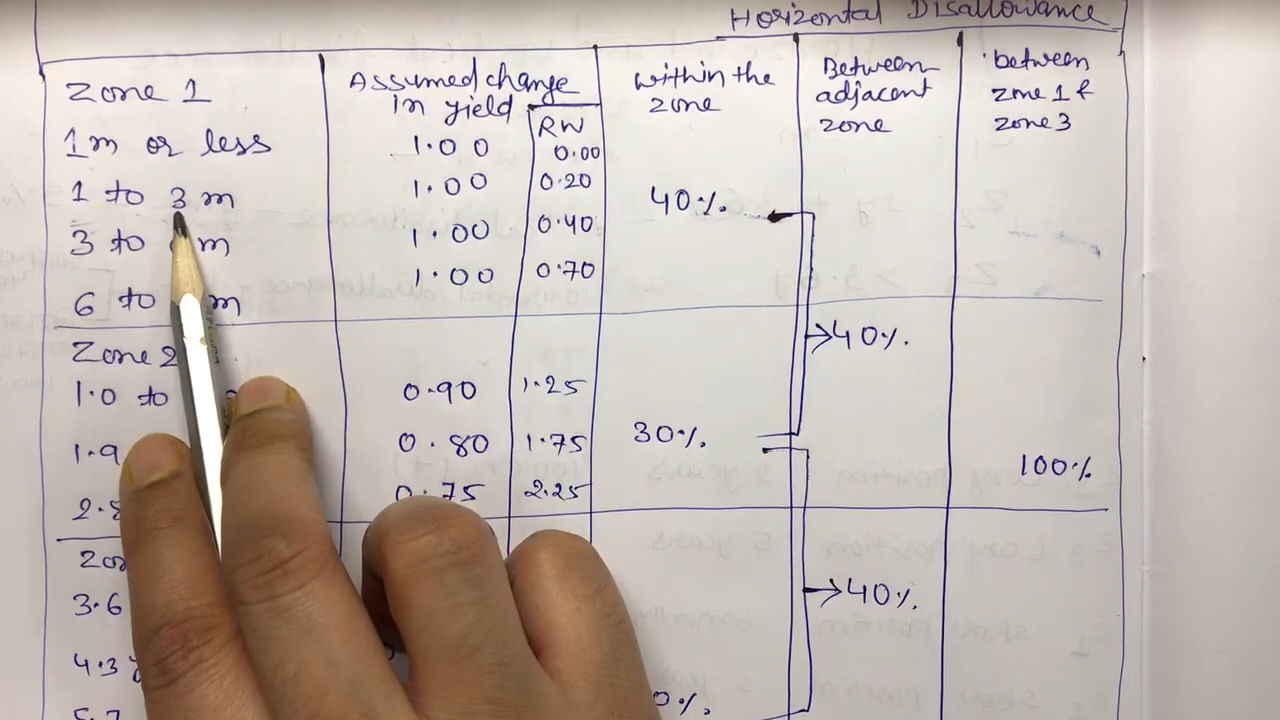 Horizontal Disallowance
Zone 1
Assumed change
in yield
RW
within the
zone
Between
adjacent
zone
between
zone 1 &
zone 3
1m or less 1.00 0.00
1 to 3 m 1.00 0.20 40%.
3 to m 1.00 0.40
6 to m 1.00 0.70
→40%.
Zone 2
1.0 to 0.90 1.25
1.9 0.80 1.75 30%.
2.8 0.75 2.25
100%
→40%.
3.6
4.3